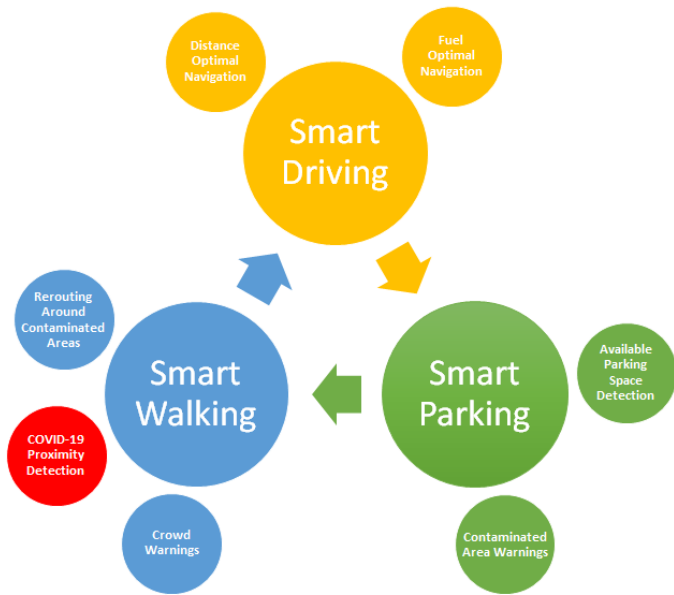 Distance
Optimal
Navigation
Fuel
Optimal
Navigation
Smart
Driving
Rerouting
Around
Contaminated
Areas
Smart
Walking
Smart
Parking
Available
Parking
Space
Detection
COVID-19
Proximity
Detection
Crowd
Warnings
Contaminated
Area Warnings